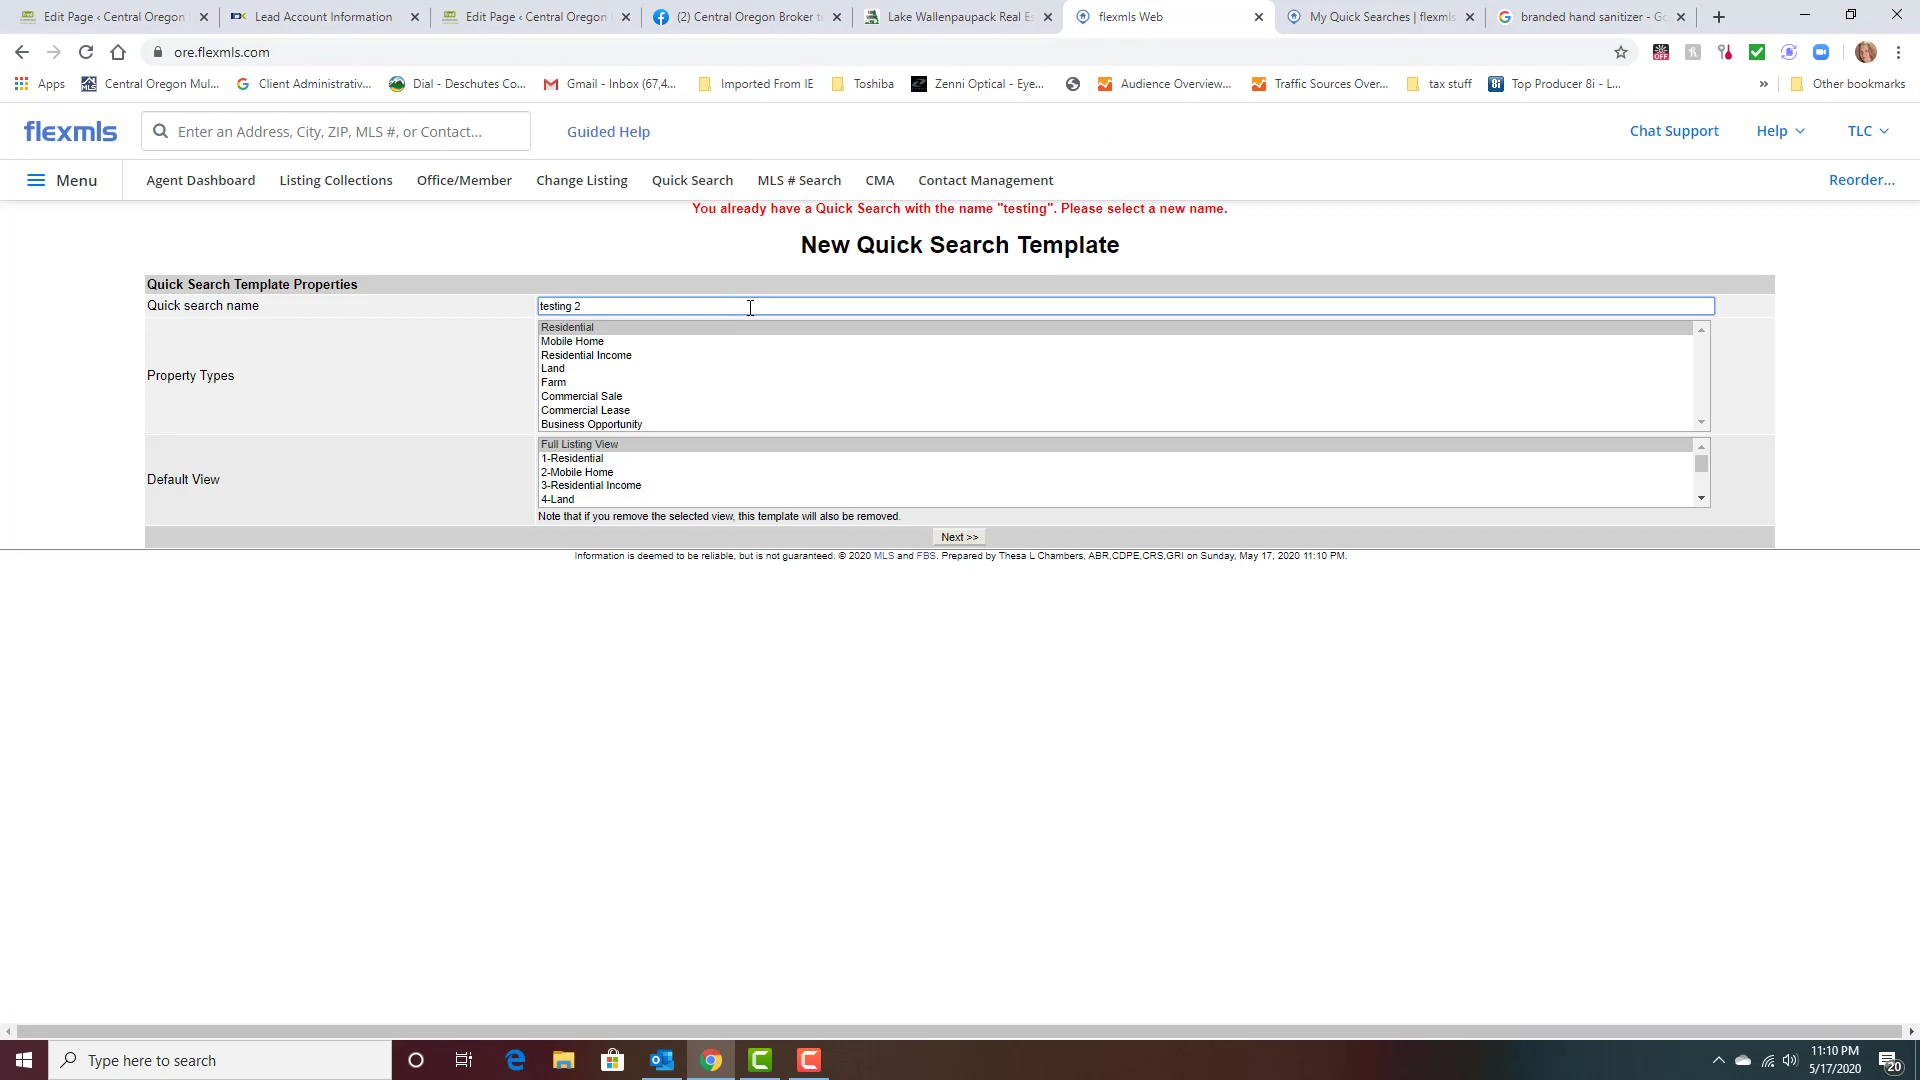 Edit Page ‹ Central Oregon
Lead Account Information
Edit Page ‹ Central Oregon
(2) Central Oregon Broker to
Lake Wallenpaupack Real Es
flexmls Web
My Quick Searches | flexmls
branded hand sanitizer - Go
ore.flexmls.com
Apps
Central Oregon Mul...
Client Administrativ...
Dial - Deschutes Co...
Gmail - Inbox (67,4...
Imported From IE
Toshiba
Zenni Optical - Eye...
Audience Overview...
Traffic Sources Over...
tax stuff
Top Producer 8i - L...
»
Other bookmarks
flexmls
Enter an Address, City, ZIP, MLS #, or Contact...
Guided Help
Chat Support
Help
TLC
Menu
Agent Dashboard
Listing Collections
Office/Member
Change Listing
Quick Search
MLS # Search
CMA
Contact Management
Reorder...
You already have a Quick Search with the name "testing". Please select a new name.
New Quick Search Template
Quick Search Template Properties
Quick search name
testing 2
Property Types
Residential
Mobile Home
Residential Income
Land
Farm
Commercial Sale
Commercial Lease
Business Opportunity
Default View
Full Listing View
1-Residential
2-Mobile Home
3-Residential Income
4-Land
Note that if you remove the selected view, this template will also be removed.
Next >>
Information is deemed to be reliable, but is not guaranteed. © 2020 MLS and FBS. Prepared by Thesa L Chambers, ABR,CDPE,CRS,GRI on Sunday, May 17, 2020 11:10 PM.
Type here to search
11:10 PM
5/17/2020
20